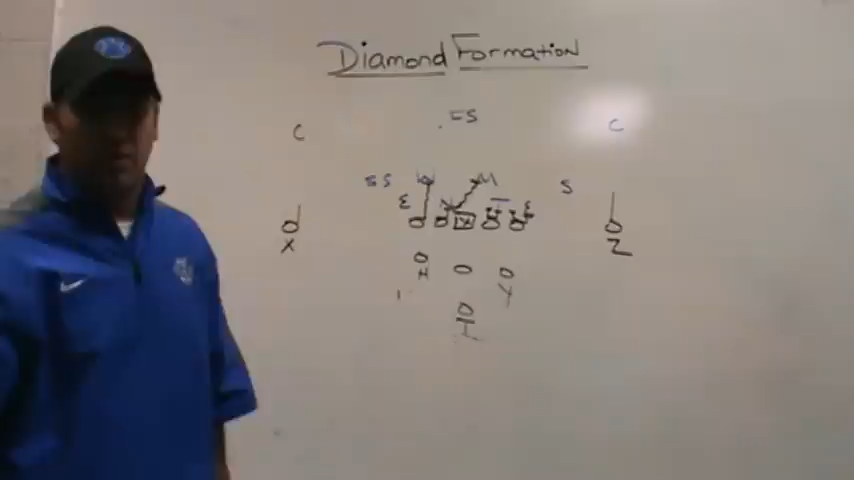 Diamond Formation
C FS C
SS W M S
E N T E
X Z
H Y
T